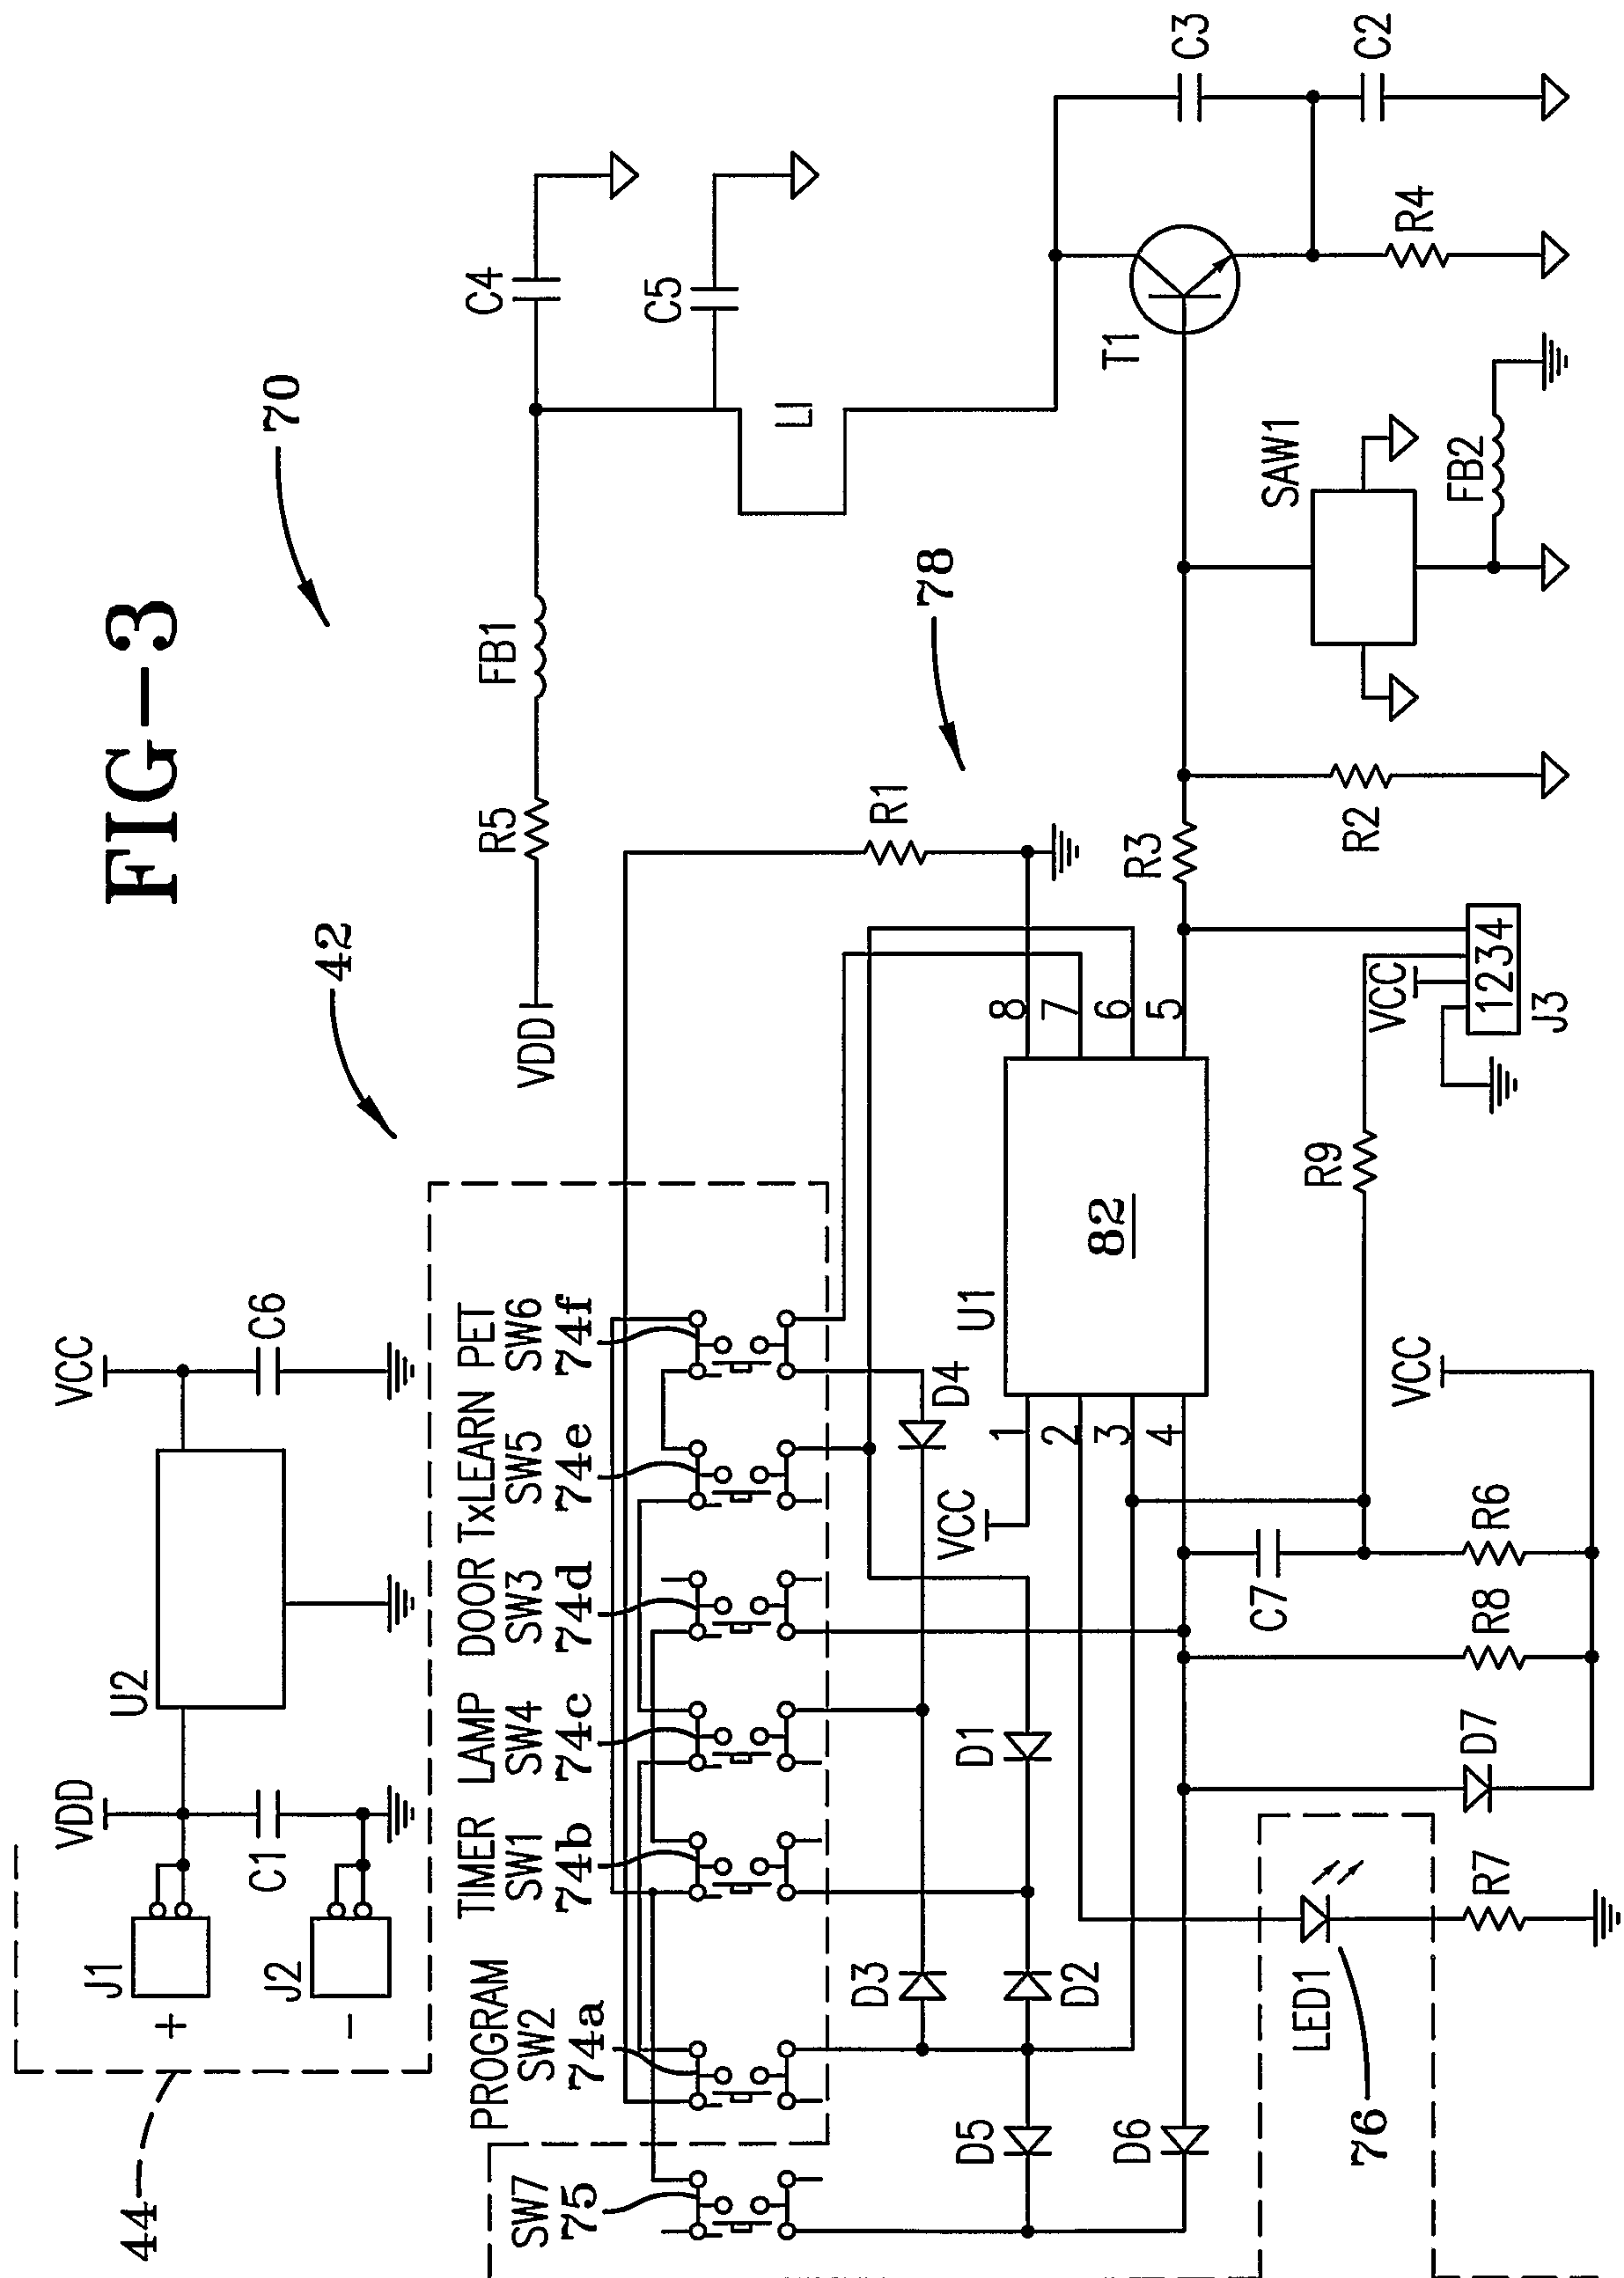 FIG-3
70
42
44
J1
+
J2
-
VDD
C1
U2
VCC
C6
VDD
R5
FB1
C4
C5
L1
C3
C2
R4
T1
78
SW7
75
PROGRAM
SW2
74a
TIMER
SW1
74b
LAMP
SW4
74c
DOOR
SW3
74d
TxLEARN
SW5
74e
PET
SW6
74f
R1
D3
D4
D5
D2
D1
D6
VCC
1
2
3
4
U1
82
8
7
6
5
R3
R2
SAW1
FB2
LED1
76
R7
D7
R8
C7
R6
VCC
R9
VCC
1234
J3